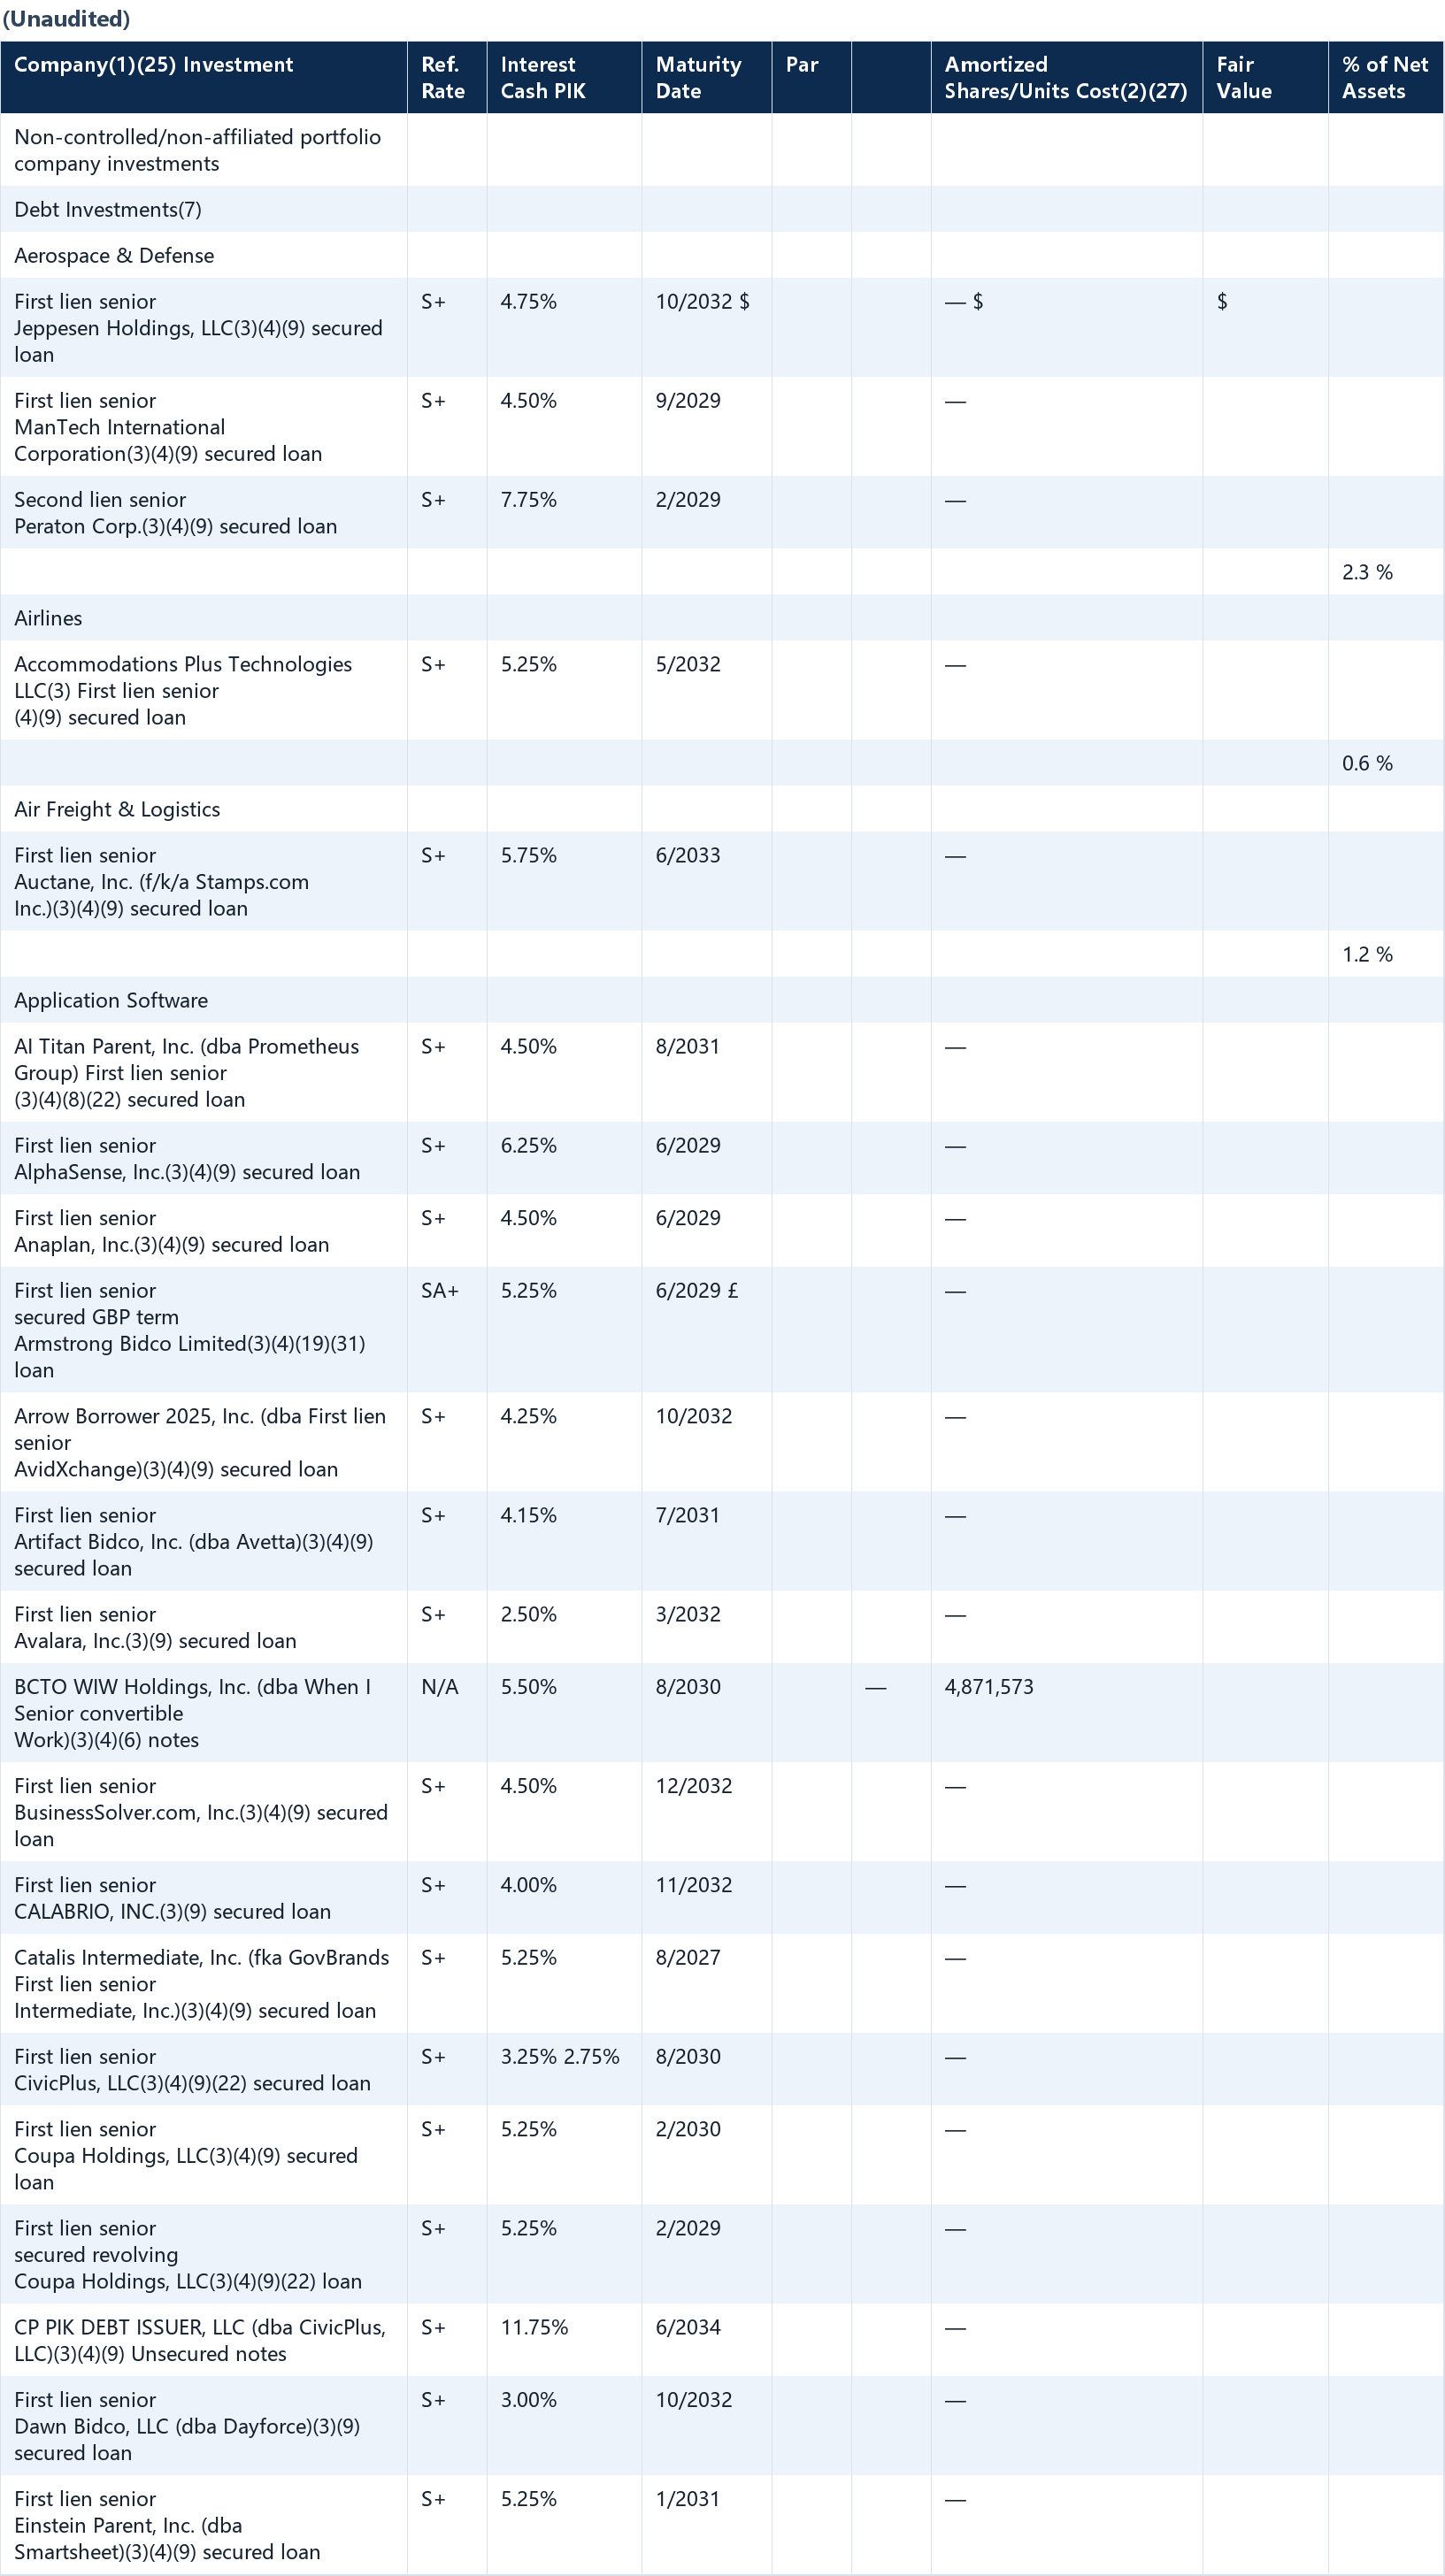 (Unaudited)
Company(1)(25) Investment Ref. Rate Interest Cash PIK Maturity Date Par Amortized Shares/Units Cost(2)(27) Fair Value % of Net Assets
Non-controlled/non-affiliated portfolio
company investments
Debt Investments(7)
Aerospace & Defense
First lien senior S+ 4.75% 10/2032 $ — $ $
Jeppesen Holdings, LLC(3)(4)(9) secured
loan
First lien senior S+ 4.50% 9/2029 —
ManTech International
Corporation(3)(4)(9) secured loan
Second lien senior S+ 7.75% 2/2029 —
Peraton Corp.(3)(4)(9) secured loan
2.3 %
Airlines
Accommodations Plus Technologies S+ 5.25% 5/2032 —
LLC(3) First lien senior
(4)(9) secured loan
0.6 %
Air Freight & Logistics
First lien senior S+ 5.75% 6/2033 —
Auctane, Inc. (f/k/a Stamps.com
Inc.)(3)(4)(9) secured loan
1.2 %
Application Software
AI Titan Parent, Inc. (dba Prometheus S+ 4.50% 8/2031 —
Group) First lien senior
(3)(4)(8)(22) secured loan
First lien senior S+ 6.25% 6/2029 —
AlphaSense, Inc.(3)(4)(9) secured loan
First lien senior S+ 4.50% 6/2029 —
Anaplan, Inc.(3)(4)(9) secured loan
First lien senior SA+ 5.25% 6/2029 £ —
secured GBP term
Armstrong Bidco Limited(3)(4)(19)(31)
loan
Arrow Borrower 2025, Inc. (dba First lien S+ 4.25% 10/2032 —
senior
AvidXchange)(3)(4)(9) secured loan
First lien senior S+ 4.15% 7/2031 —
Artifact Bidco, Inc. (dba Avetta)(3)(4)(9)
secured loan
First lien senior S+ 2.50% 3/2032 —
Avalara, Inc.(3)(9) secured loan
BCTO WIW Holdings, Inc. (dba When I N/A 5.50% 8/2030 — 4,871,573
Senior convertible
Work)(3)(4)(6) notes
First lien senior S+ 4.50% 12/2032 —
BusinessSolver.com, Inc.(3)(4)(9) secured
loan
First lien senior S+ 4.00% 11/2032 —
CALABRIO, INC.(3)(9) secured loan
Catalis Intermediate, Inc. (fka GovBrands S+ 5.25% 8/2027 —
First lien senior
Intermediate, Inc.)(3)(4)(9) secured loan
First lien senior S+ 3.25% 2.75% 8/2030 —
CivicPlus, LLC(3)(4)(9)(22) secured loan
First lien senior S+ 5.25% 2/2030 —
Coupa Holdings, LLC(3)(4)(9) secured
loan
First lien senior S+ 5.25% 2/2029 —
secured revolving
Coupa Holdings, LLC(3)(4)(9)(22) loan
CP PIK DEBT ISSUER, LLC (dba CivicPlus, S+ 11.75% 6/2034 —
LLC)(3)(4)(9) Unsecured notes
First lien senior S+ 3.00% 10/2032 —
Dawn Bidco, LLC (dba Dayforce)(3)(9)
secured loan
First lien senior S+ 5.25% 1/2031 —
Einstein Parent, Inc. (dba
Smartsheet)(3)(4)(9) secured loan